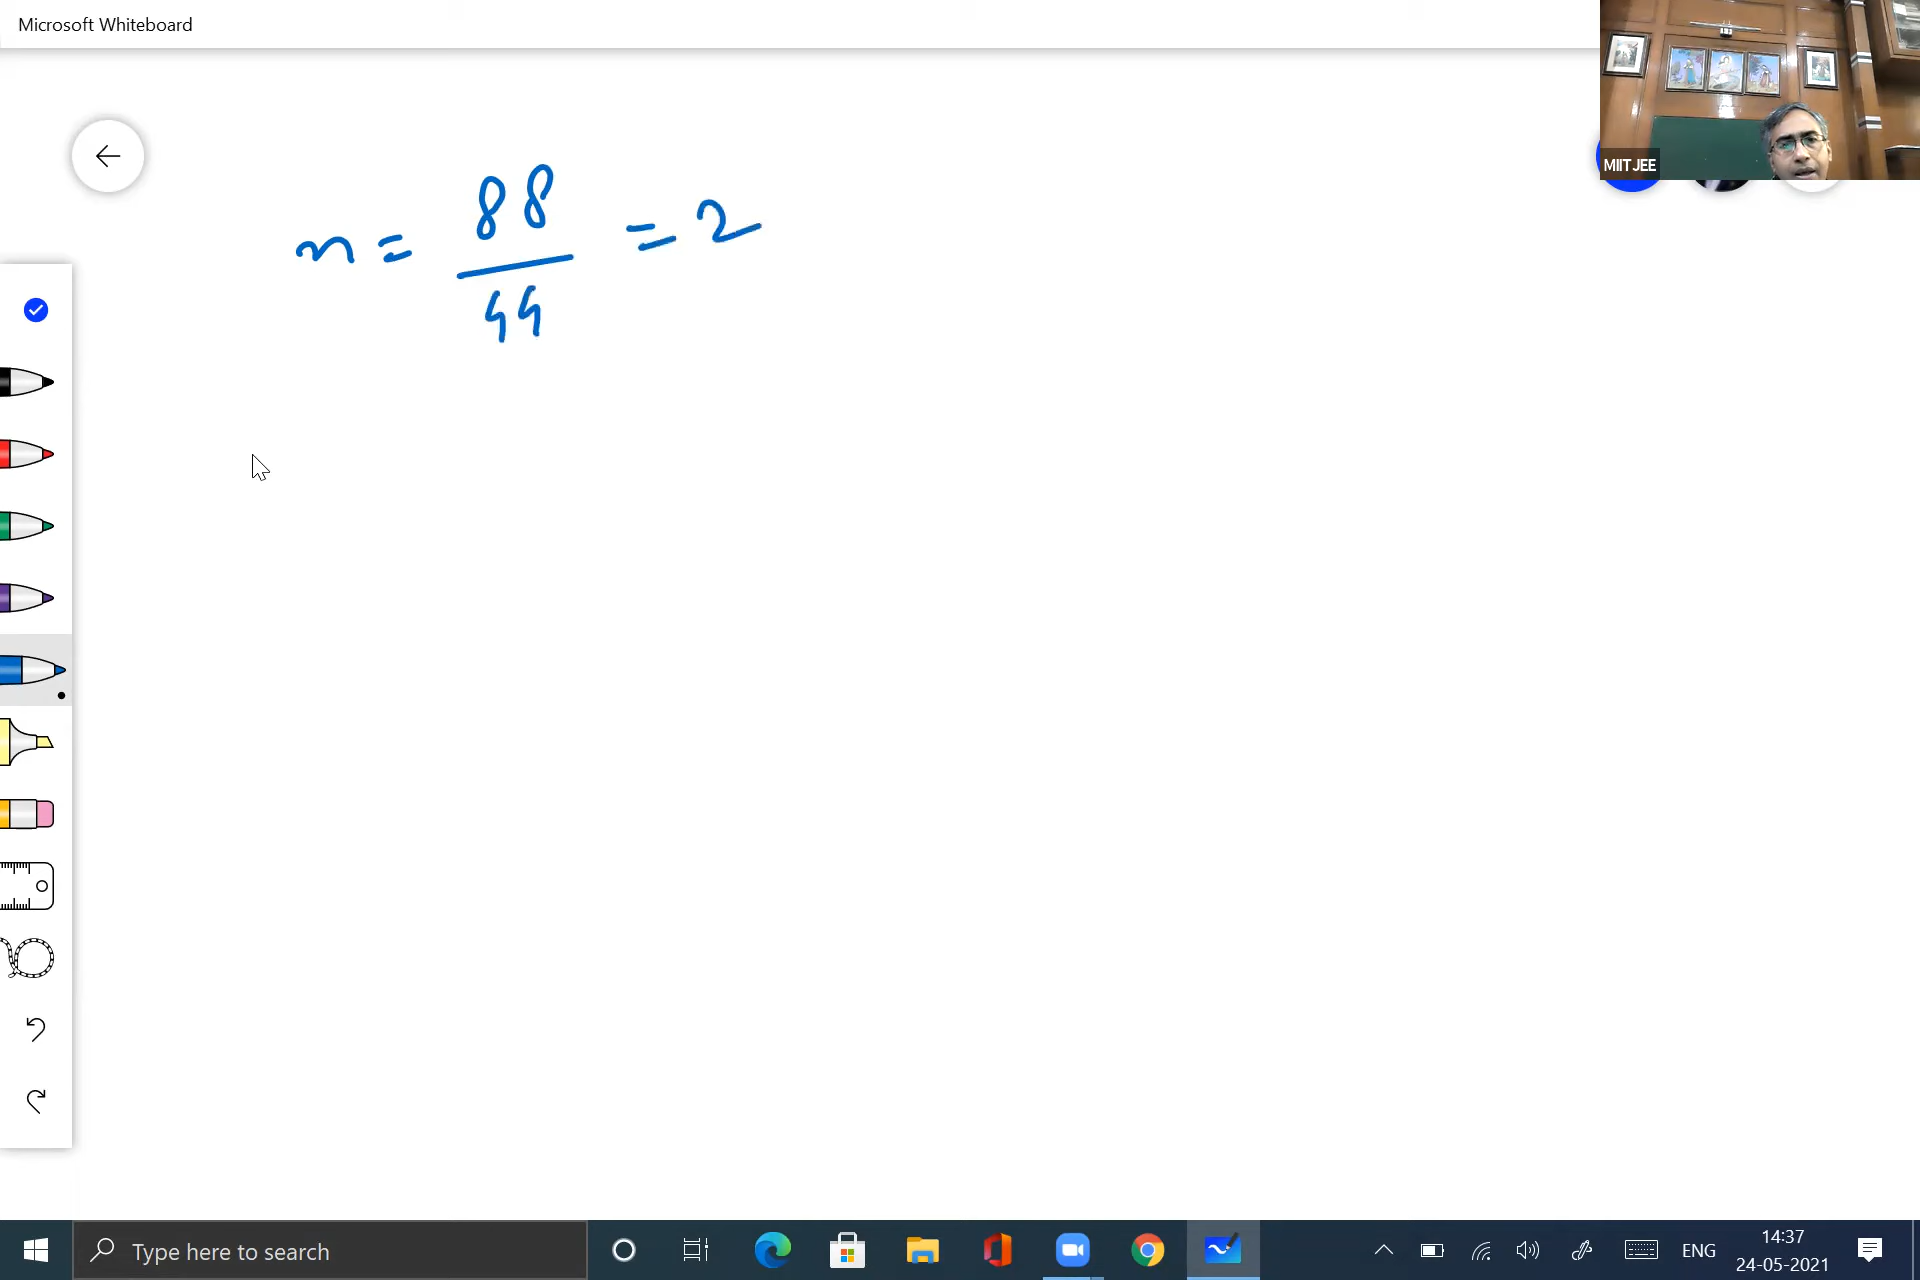 Microsoft Whiteboard
MIIT JEE
n = 88/44 = 2
Type here to search
ENG
14:37
24-05-2021